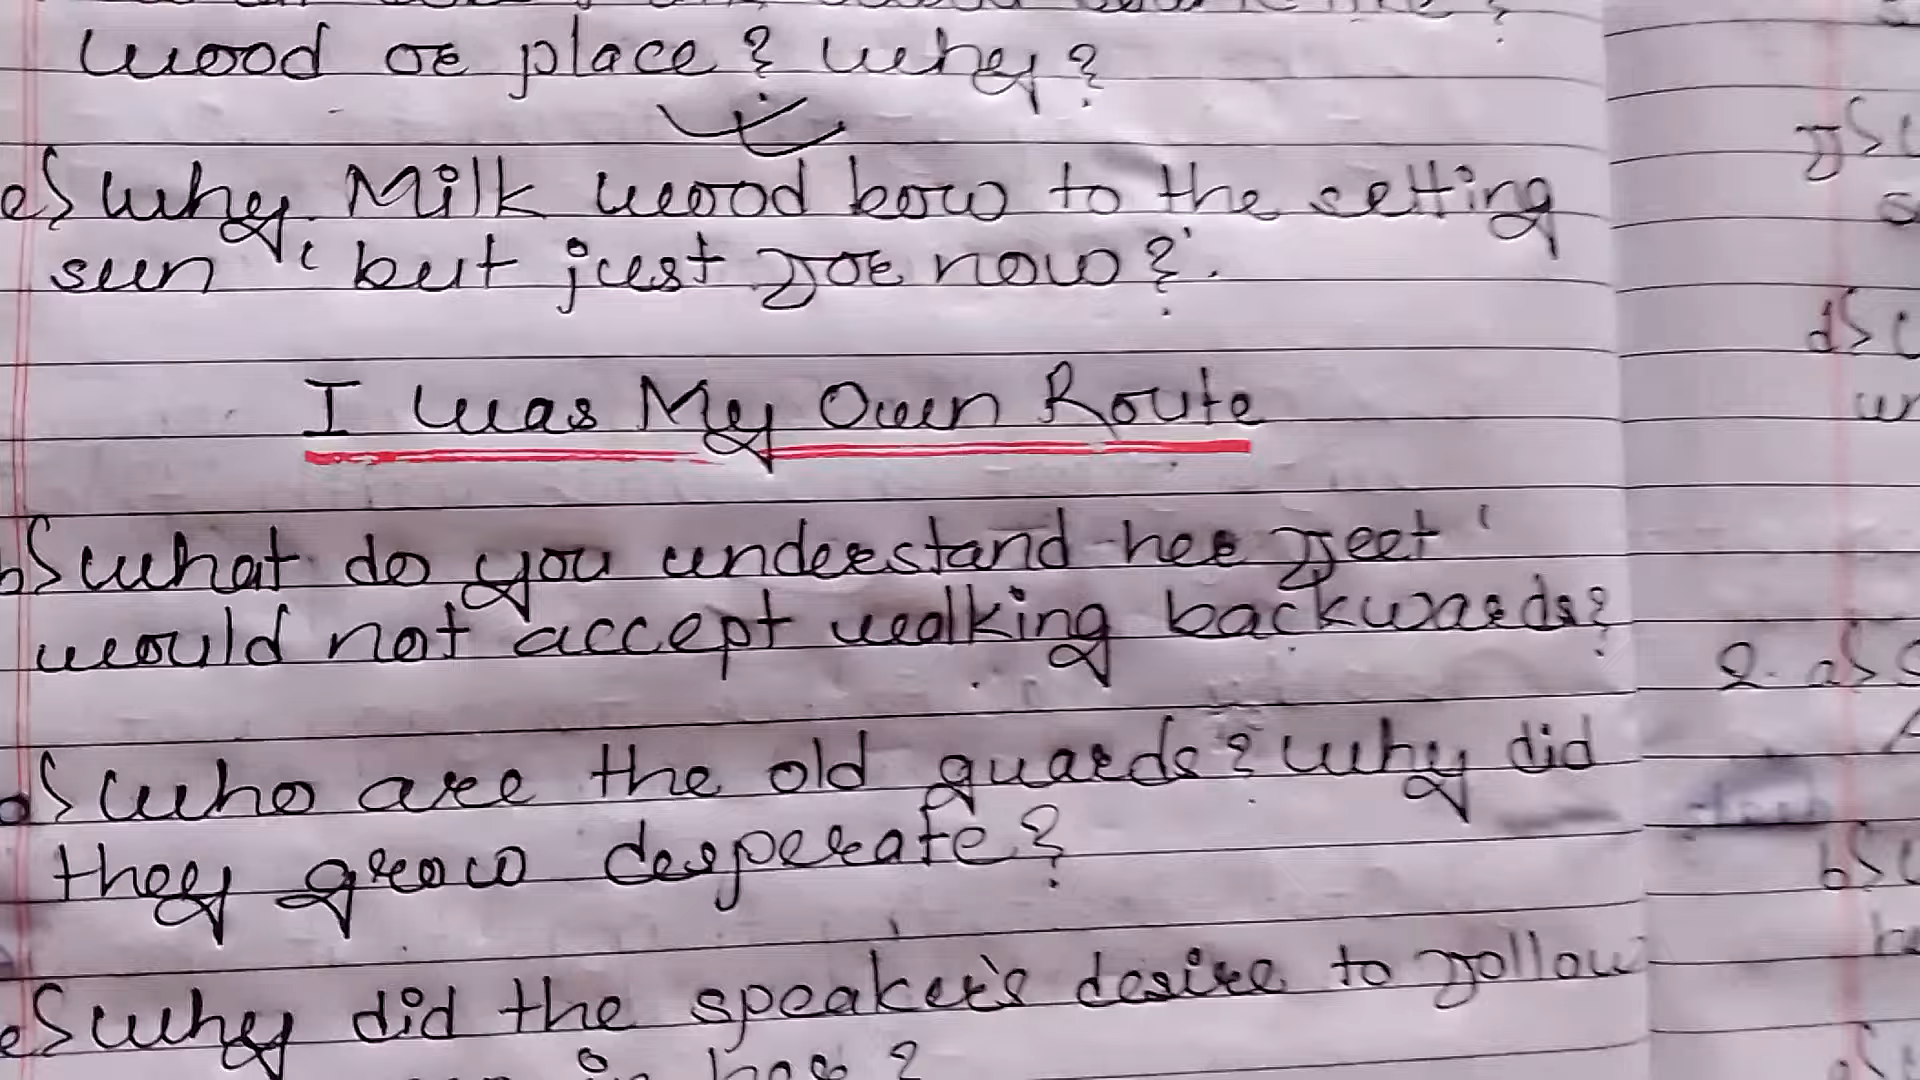 wood or place? why?
e) why Milk wood bow to the setting
sun 'but just for now?'
I Was My Own Route
b) what do you understand her feet
would not accept walking backwards?
d) who are the old guards? why did
they grow desperate?
e) why did the speaker's desire to follow
in her?